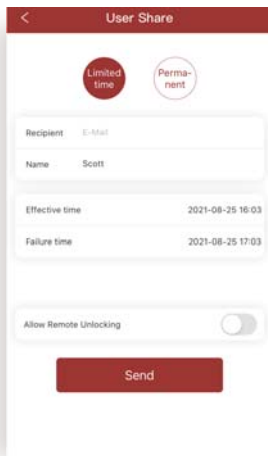 User Share
Limited
time
Perma-
nent
Recipient E-Mail
Name Scott
Effective time 2021-08-25 16:03
Failure time 2021-08-25 17:03
Allow Remote Unlocking
Send